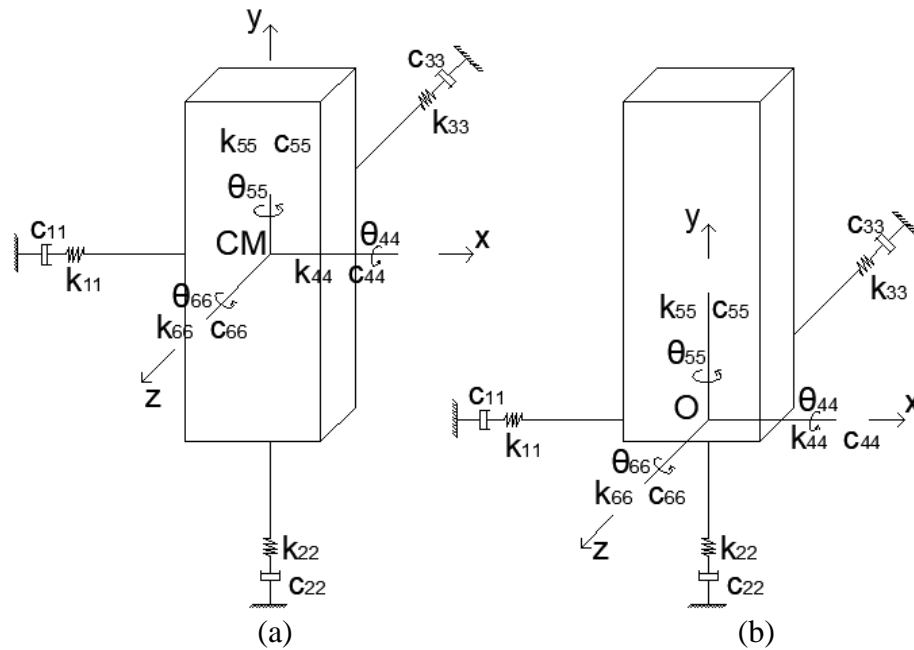 y
c33
k33
k55 c55
θ55
CM
θ44
x
c11
k11
k44 c44
θ66
k66 c66
z
k22
c22
(a)
y
c33
k33
k55 c55
θ55
O
θ44
x
c11
k11
k44 c44
θ66
k66 c66
z
k22
c22
(b)